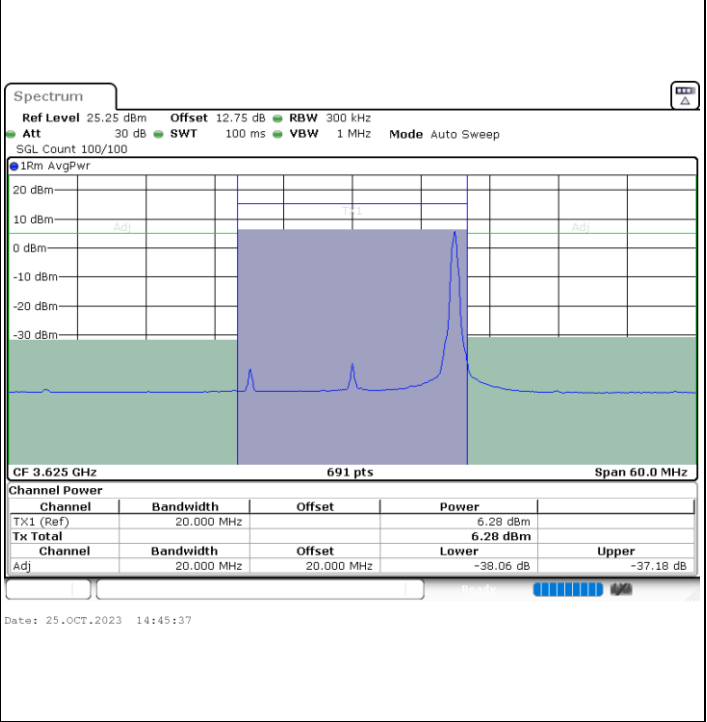 Spectrum
Ref Level 25.25 dBm Offset 12.75 dB RBW 300 kHz
Att 30 dB SWT 100 ms VBW 1 MHz Mode Auto Sweep
SGL Count 100/100
1Rm AvgPwr
20 dBm
TX1
10 dBm
Adj Adj
0 dBm
-10 dBm
-20 dBm
-30 dBm
CF 3.625 GHz 691 pts Span 60.0 MHz
Channel Power
Channel Bandwidth Offset Power
TX1 (Ref) 20.000 MHz 6.28 dBm
Tx Total 6.28 dBm
Channel Bandwidth Offset Lower Upper
Adj 20.000 MHz 20.000 MHz -38.06 dB -37.18 dB
Ready
Date: 25.OCT.2023 14:45:37